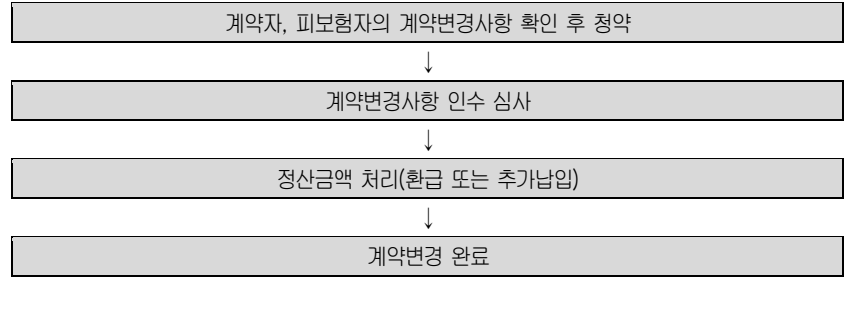 계약자, 피보험자의 계약변경사항 확인 후 청약
↓
계약변경사항 인수 심사
↓
정산금액 처리(환급 또는 추가납입)
↓
계약변경 완료